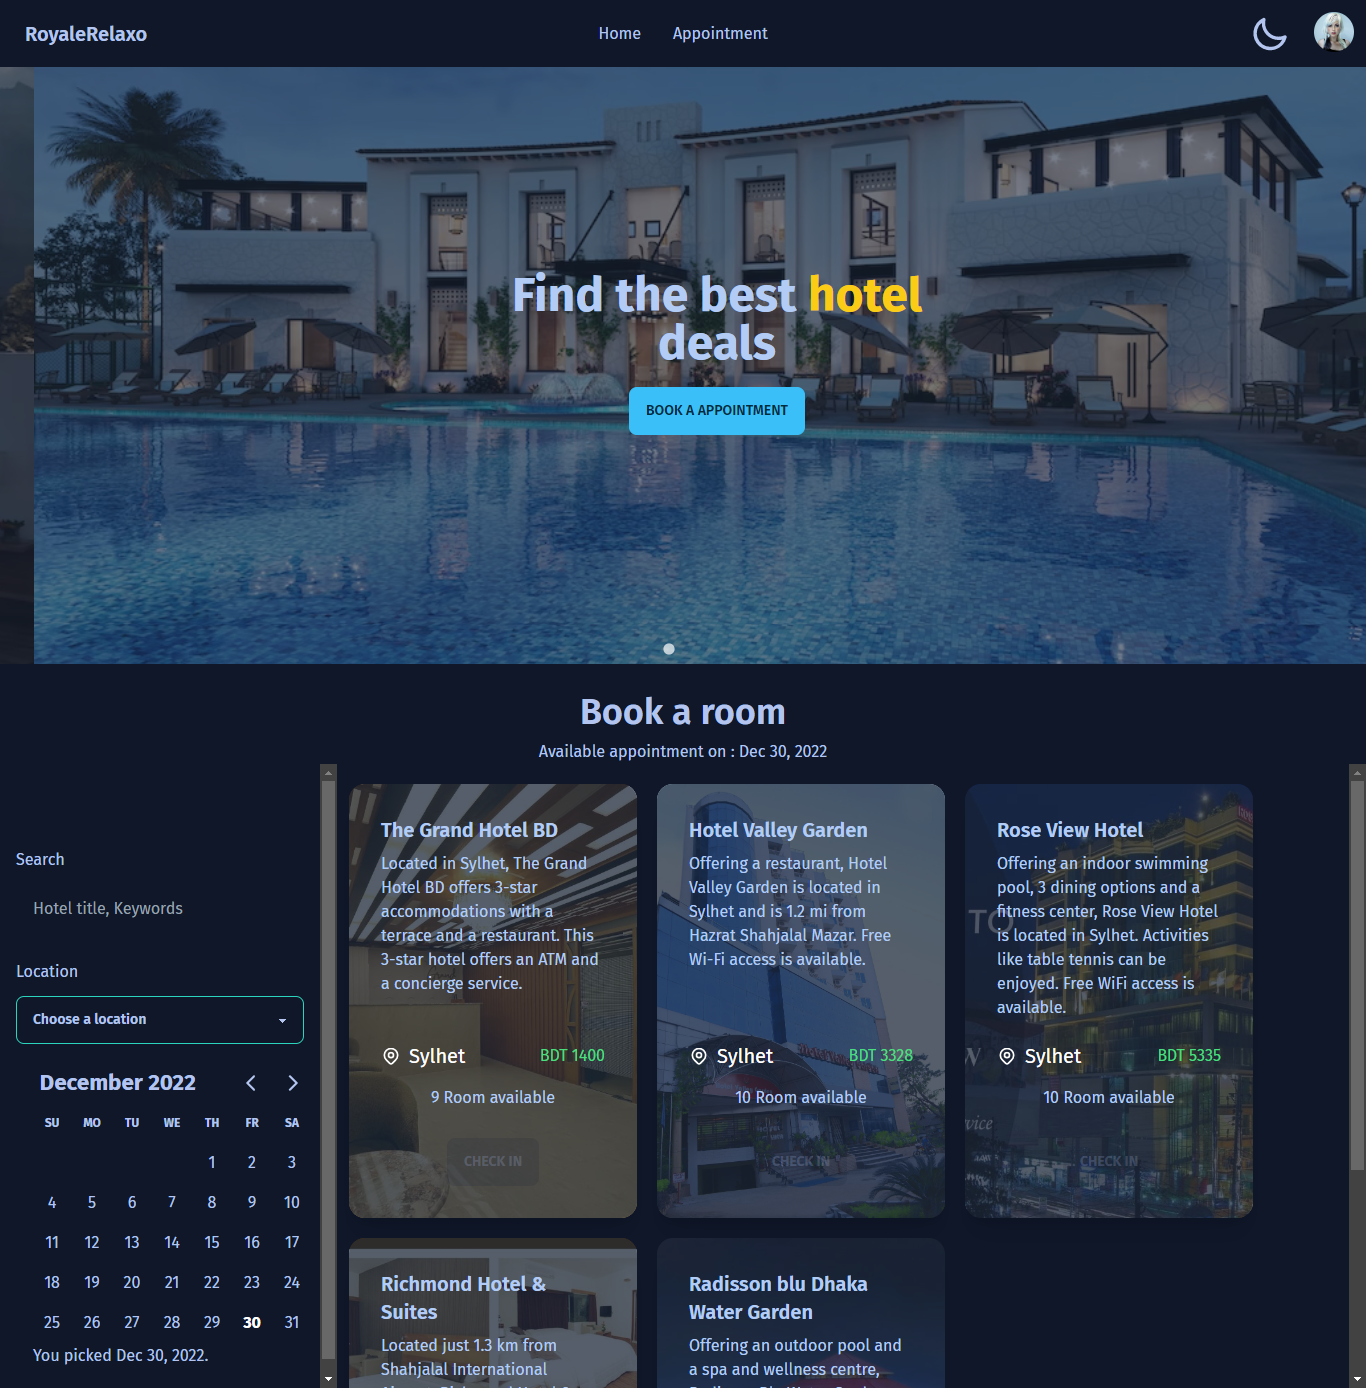 RoyaleRelaxo
Home
Appointment
Find the best hotel
deals
BOOK A APPOINTMENT
Book a room
Available appointment on : Dec 30, 2022
Search
Hotel title, Keywords
Location
Choose a location
December 2022
SU MO TU WE TH FR SA
1 2 3
4 5 6 7 8 9 10
11 12 13 14 15 16 17
18 19 20 21 22 23 24
25 26 27 28 29 30 31
You picked Dec 30, 2022.
The Grand Hotel BD
Located in Sylhet, The Grand
Hotel BD offers 3-star
accommodations with a
terrace and a restaurant. This
3-star hotel offers an ATM and
a concierge service.
Sylhet
BDT 1400
9 Room available
CHECK IN
Hotel Valley Garden
Offering a restaurant, Hotel
Valley Garden is located in
Sylhet and is 1.2 mi from
Hazrat Shahjalal Mazar. Free
Wi-Fi access is available.
Sylhet
BDT 3328
10 Room available
CHECK IN
Rose View Hotel
Offering an indoor swimming
pool, 3 dining options and a
fitness center, Rose View Hotel
is located in Sylhet. Activities
like table tennis can be
enjoyed. Free WiFi access is
available.
Sylhet
BDT 5335
10 Room available
CHECK IN
Richmond Hotel &
Suites
Located just 1.3 km from
Shahjalal International
Radisson blu Dhaka
Water Garden
Offering an outdoor pool and
a spa and wellness centre,